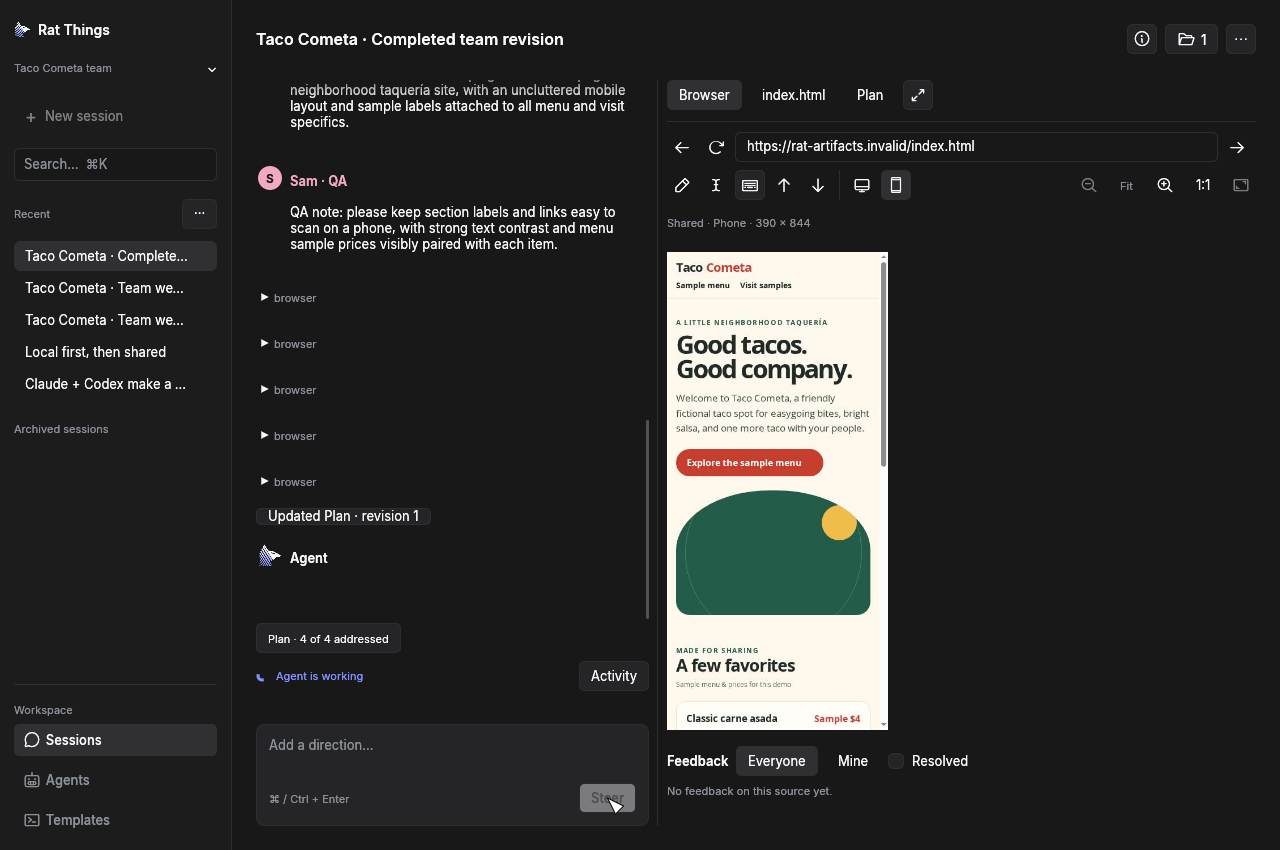 Rat Things
Taco Cometa team
New session
Search... ⌘K
Recent
Taco Cometa · Complete...
Taco Cometa · Team we...
Taco Cometa · Team we...
Local first, then shared
Claude + Codex make a ...
Archived sessions
Workspace
Sessions
Agents
Templates
Taco Cometa · Completed team revision
1
neighborhood taquería site, with an uncluttered mobile
layout and sample labels attached to all menu and visit
specifics.
S
Sam · QA
QA note: please keep section labels and links easy to
scan on a phone, with strong text contrast and menu
sample prices visibly paired with each item.
browser
browser
browser
browser
browser
Updated Plan · revision 1
Agent
Plan · 4 of 4 addressed
Agent is working
Activity
Add a direction...
⌘ / Ctrl + Enter
Steer
Browser
index.html
Plan
https://rat-artifacts.invalid/index.html
Fit
1:1
Shared · Phone · 390 × 844
Taco Cometa
Sample menu Visit samples
A LITTLE NEIGHBORHOOD TAQUERÍA
Good tacos.
Good company.
Welcome to Taco Cometa, a friendly
fictional taco spot for easygoing bites, bright
salsa, and one more taco with your people.
Explore the sample menu
MADE FOR SHARING
A few favorites
Sample menu & prices for this demo
Classic carne asada Sample $4
Feedback
Everyone
Mine
Resolved
No feedback on this source yet.